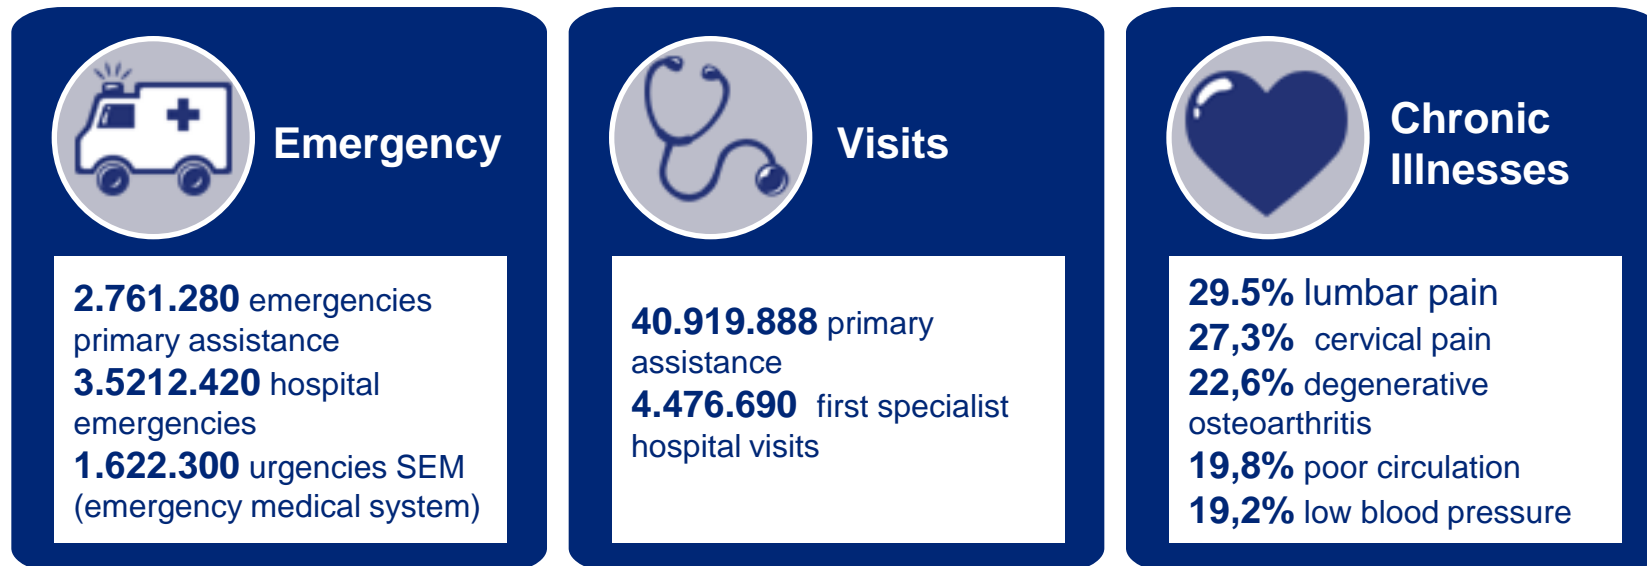 Emergency
2.761.280 emergencies
primary assistance
3.5212.420 hospital
emergencies
1.622.300 urgencies SEM
(emergency medical system)
Visits
40.919.888 primary
assistance
4.476.690 first specialist
hospital visits
Chronic
Illnesses
29.5% lumbar pain
27,3% cervical pain
22,6% degenerative
osteoarthritis
19,8% poor circulation
19,2% low blood pressure